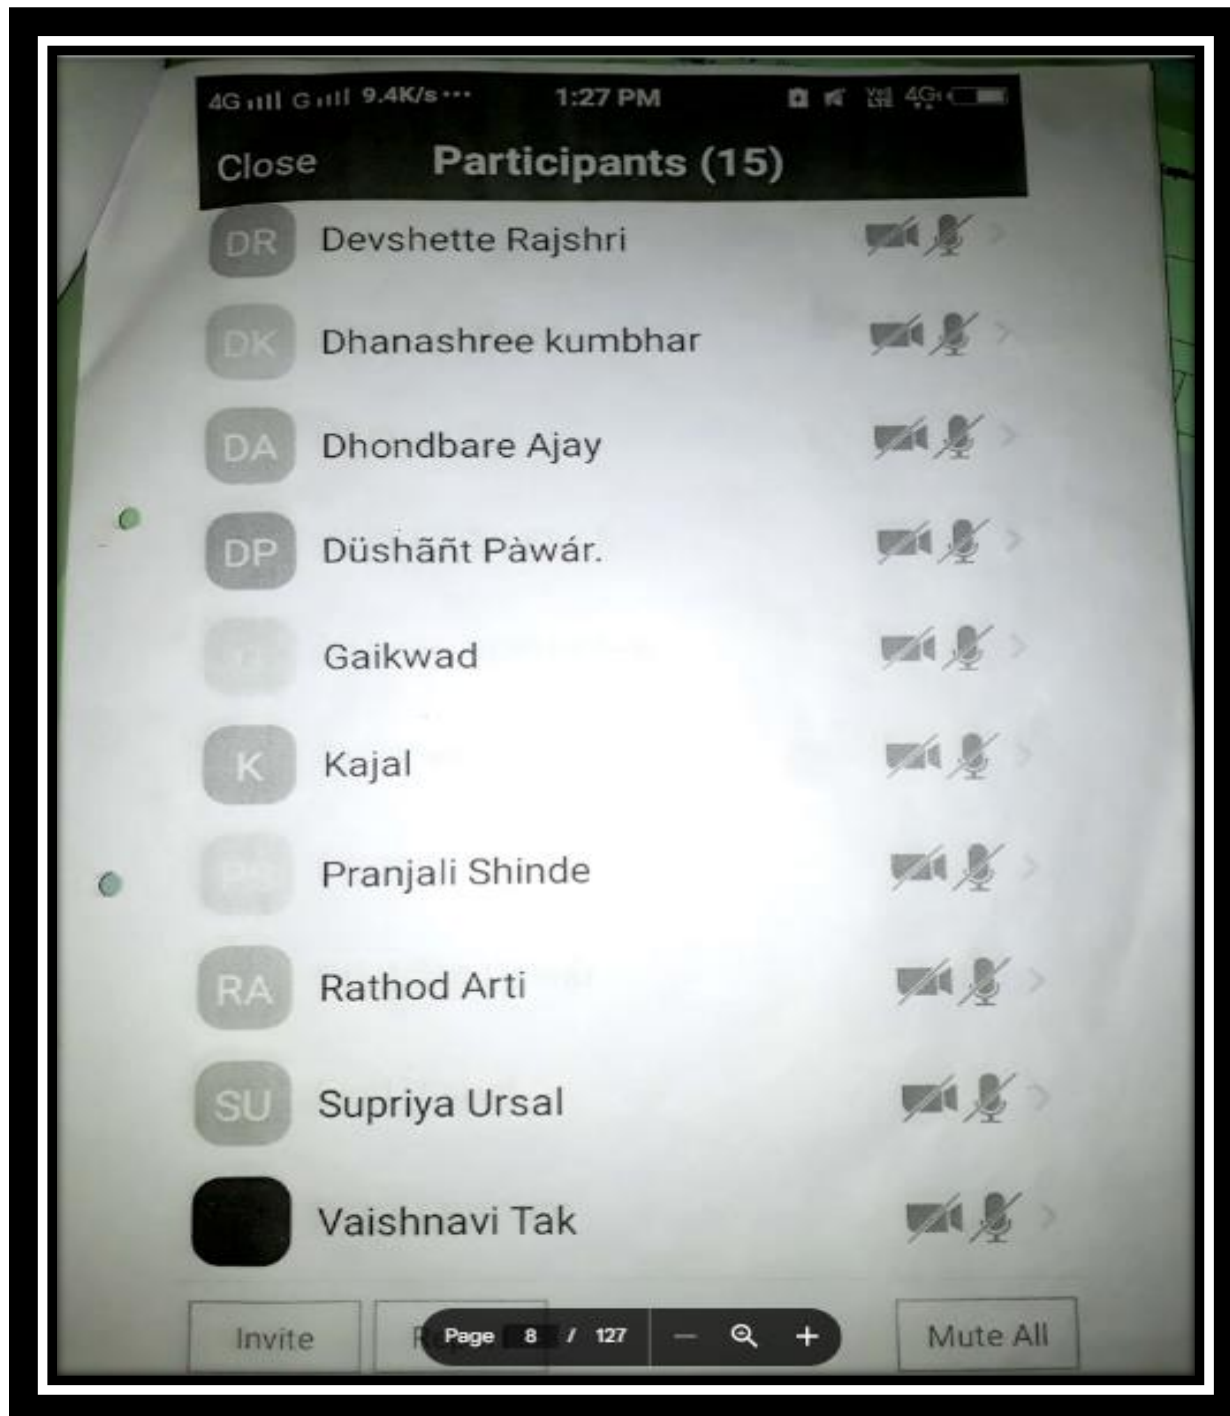 4G G 9.4K/s... 1:27 PM VoLTE 4G
Close Participants (15)
DR Devshette Rajshri
DK Dhanashree kumbhar
DA Dhondbare Ajay
DP Düshãñt Pàwár.
Gaikwad
K Kajal
Pranjali Shinde
RA Rathod Arti
SU Supriya Ursal
Vaishnavi Tak
Invite Page 8 / 127 Mute All